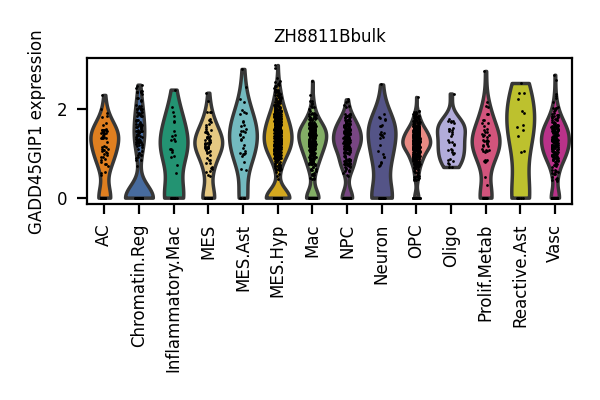 ZH8811Bbulk
GADD45GIP1 expression
2
0
AC
Chromatin.Reg
Inflammatory.Mac
MES
MES.Ast
MES.Hyp
Mac
NPC
Neuron
OPC
Oligo
Prolif.Metab
Reactive.Ast
Vasc